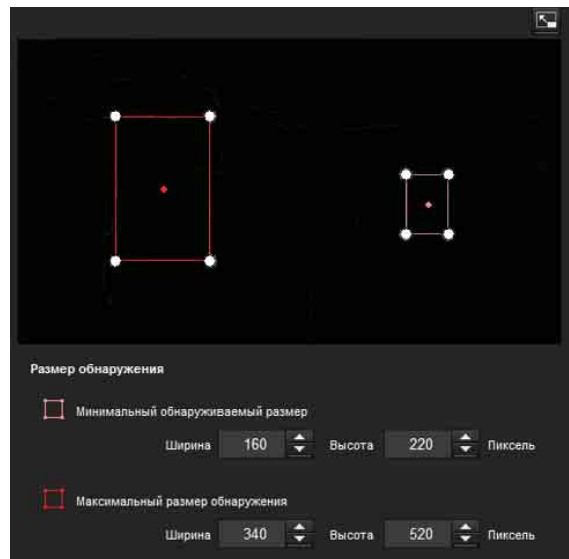 Размер обнаружения
Минимальный обнаруживаемый размер
Ширина 160 Высота 220 Пиксель
Максимальный размер обнаружения
Ширина 340 Высота 520 Пиксель